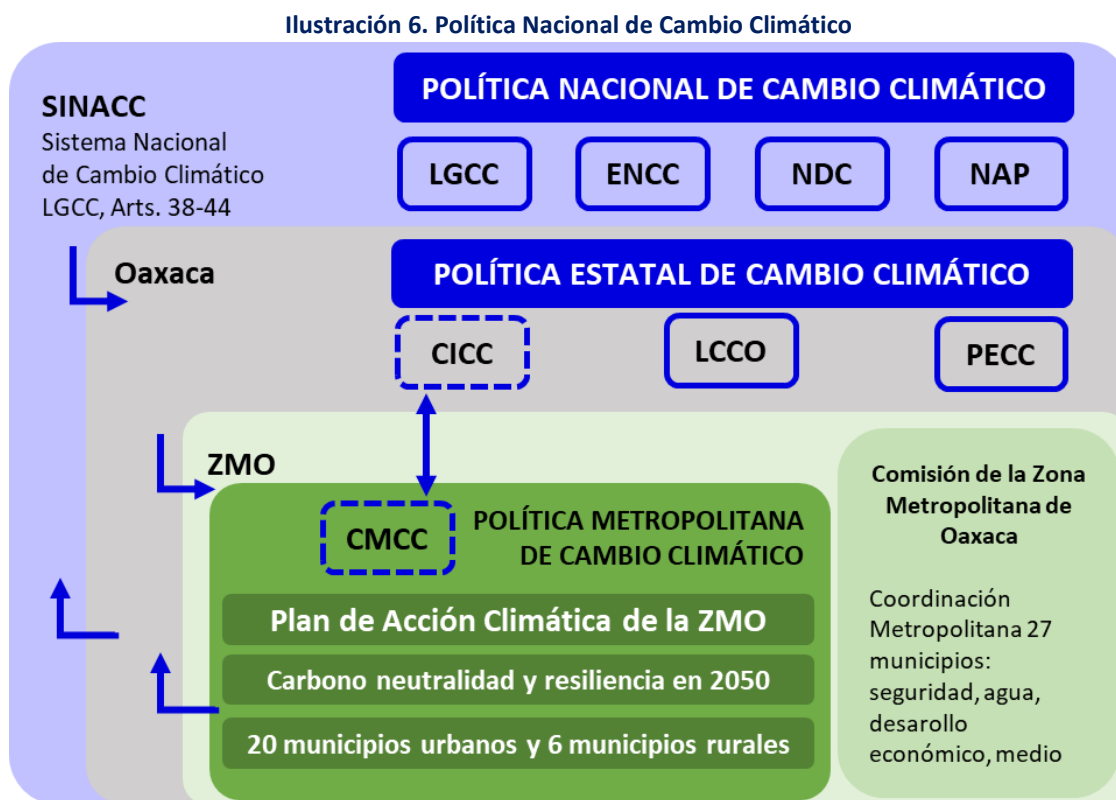 Ilustración 6. Política Nacional de Cambio Climático
SINACC
Sistema Nacional
de Cambio Climático
LGCC, Arts. 38-44
POLÍTICA NACIONAL DE CAMBIO CLIMÁTICO
LGCC
ENCC
NDC
NAP
Oaxaca
POLÍTICA ESTATAL DE CAMBIO CLIMÁTICO
CICC
LCCO
PECC
ZMO
CMCC
POLÍTICA METROPOLITANA
DE CAMBIO CLIMÁTICO
Plan de Acción Climática de la ZMO
Carbono neutralidad y resiliencia en 2050
20 municipios urbanos y 6 municipios rurales
Comisión de la Zona
Metropolitana de
Oaxaca
Coordinación
Metropolitana 27
municipios:
seguridad, agua,
desarollo
económico, medio